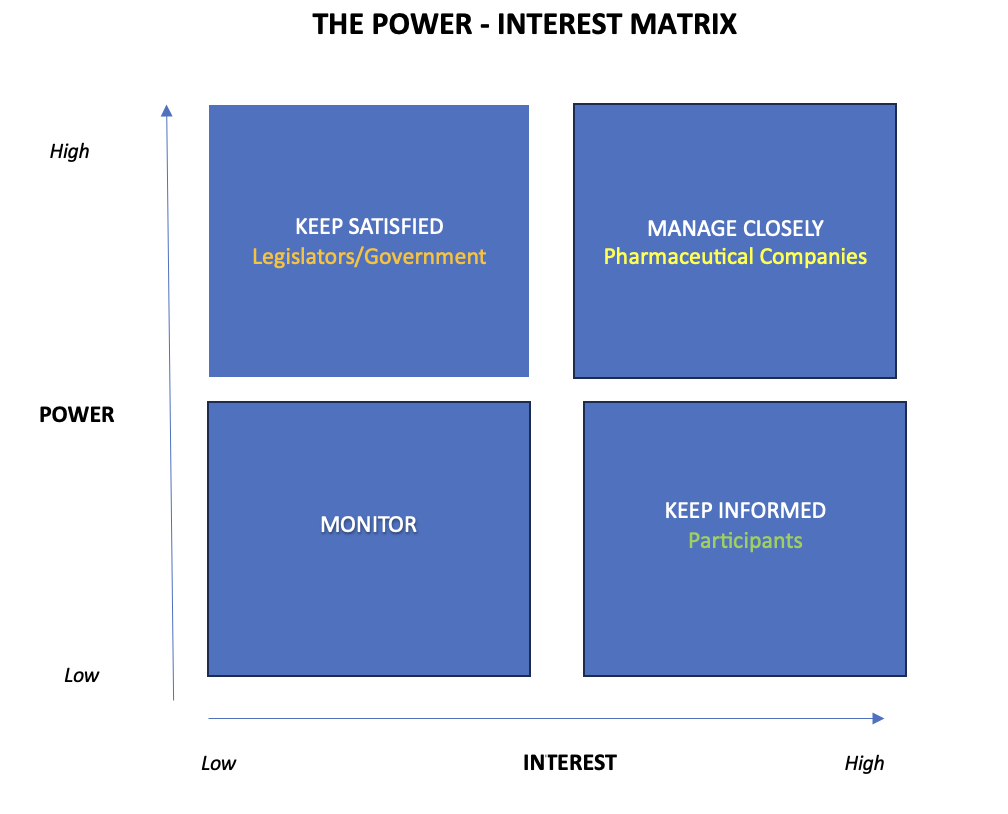 THE POWER - INTEREST MATRIX
High
KEEP SATISFIED
Legislators/Government
MANAGE CLOSELY
Pharmaceutical Companies
POWER
MONITOR
KEEP INFORMED
Participants
Low
Low
INTEREST
High